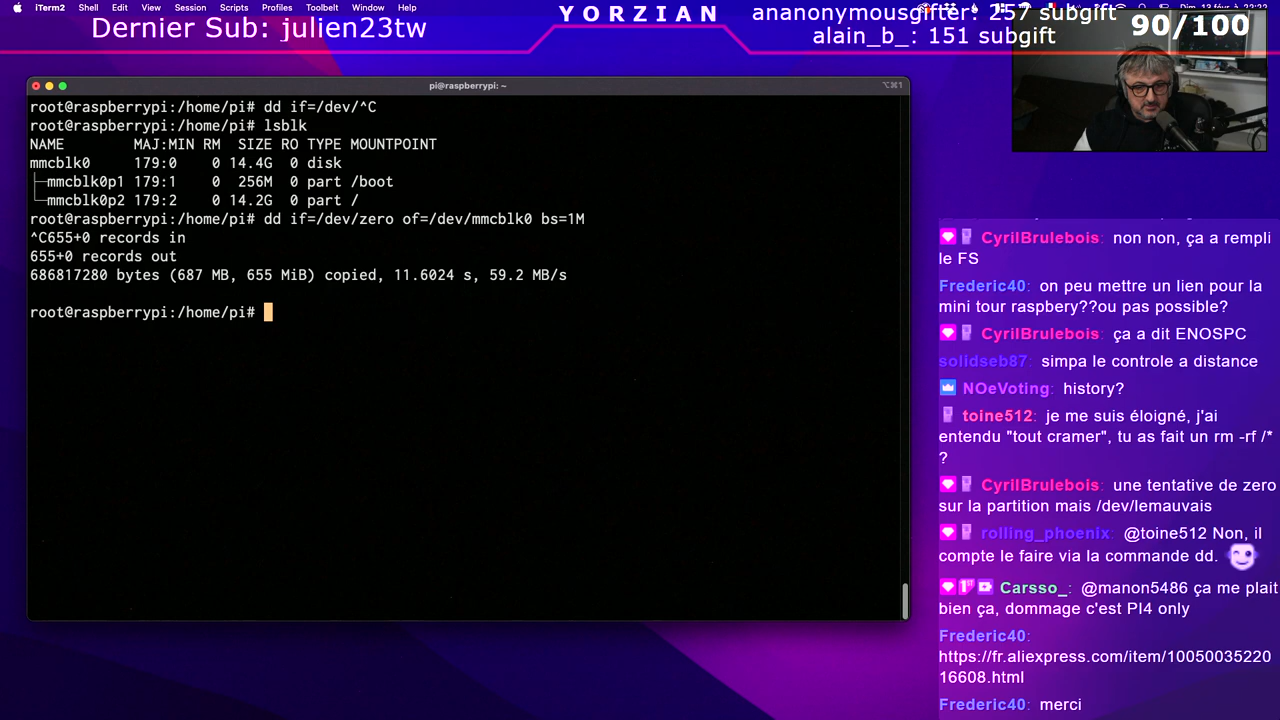 iTerm2 Shell Edit View Session Scripts Profiles Toolbelt Window Help
Dernier Sub: julien23tw
YORZIAN
ananonymousgifter: 257 subgift
alain_b_: 151 subgift
90/100
pi@raspberrypi: ~
⌥⌘1
root@raspberrypi:/home/pi# dd if=/dev/^C
root@raspberrypi:/home/pi# lsblk
NAME        MAJ:MIN RM  SIZE RO TYPE MOUNTPOINT
mmcblk0     179:0    0 14.4G  0 disk
├─mmcblk0p1 179:1    0  256M  0 part /boot
└─mmcblk0p2 179:2    0 14.2G  0 part /
root@raspberrypi:/home/pi# dd if=/dev/zero of=/dev/mmcblk0 bs=1M
^C655+0 records in
655+0 records out
686817280 bytes (687 MB, 655 MiB) copied, 11.6024 s, 59.2 MB/s
root@raspberrypi:/home/pi#
CyrilBrulebois: non non, ça a rempli
le FS
Frederic40: on peu mettre un lien pour la
mini tour raspbery??ou pas possible?
CyrilBrulebois: ça a dit ENOSPC
solidseb87: simpa le controle a distance
NOeVoting: history?
toine512: je me suis éloigné, j'ai
entendu "tout cramer", tu as fait un rm -rf /*
?
CyrilBrulebois: une tentative de zero
sur la partition mais /dev/lemauvais
rolling_phoenix: @toine512 Non, il
compte le faire via la commande dd.
1ST Carsso_: @manon5486 ça me plait
bien ça, dommage c'est PI4 only
Frederic40:
https://fr.aliexpress.com/item/10050035220
16608.html
Frederic40: merci